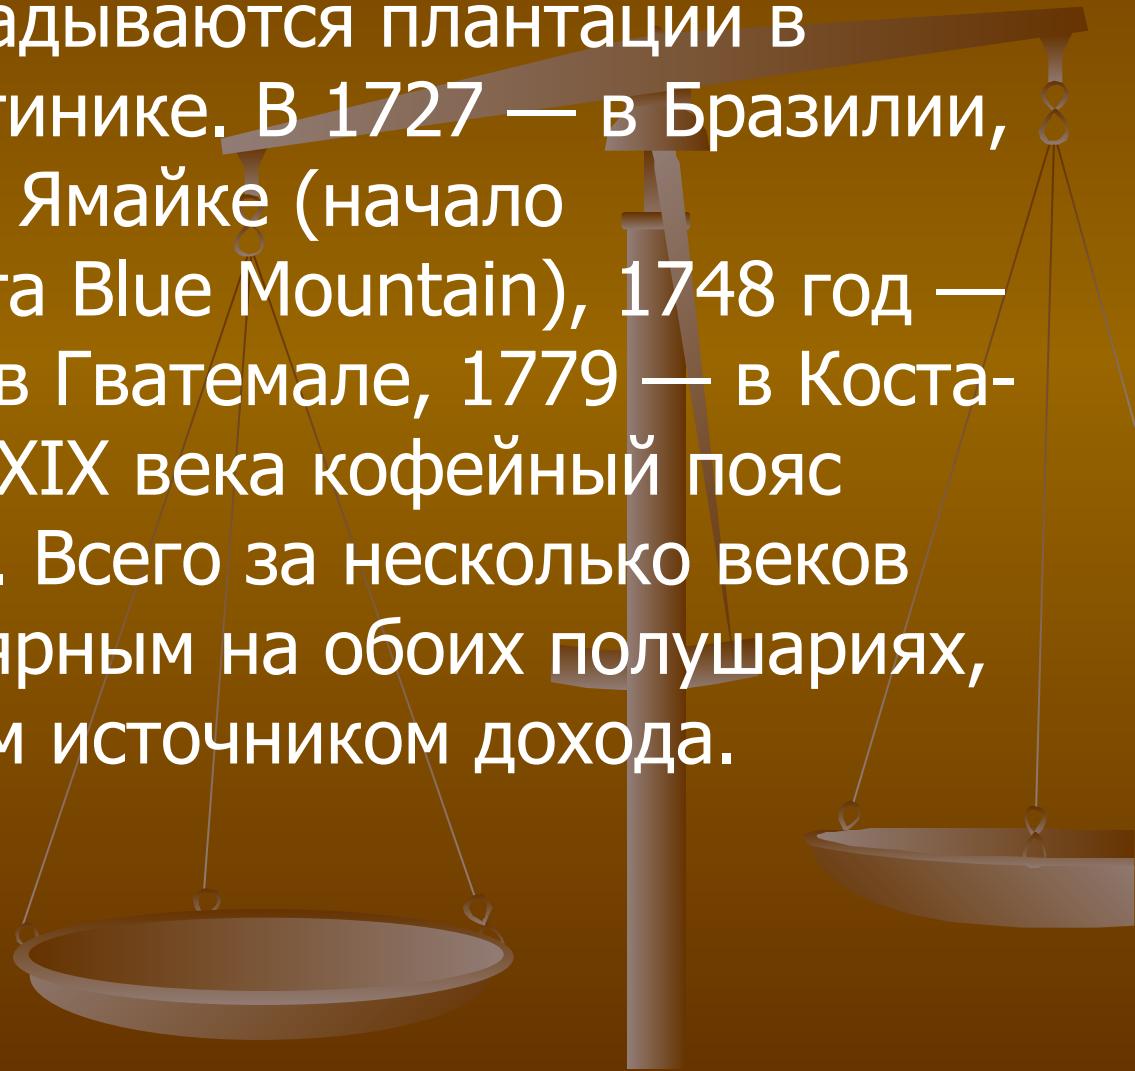 адываются плантации в
тинике. В 1727 — в Бразилии,
Ямайке (начало
та Blue Mountain), 1748 год —
в Гватемале, 1779 — в Коста-
XIX века кофейный пояс
. Всего за несколько веков
ярным на обоих полушариях,
м источником дохода.